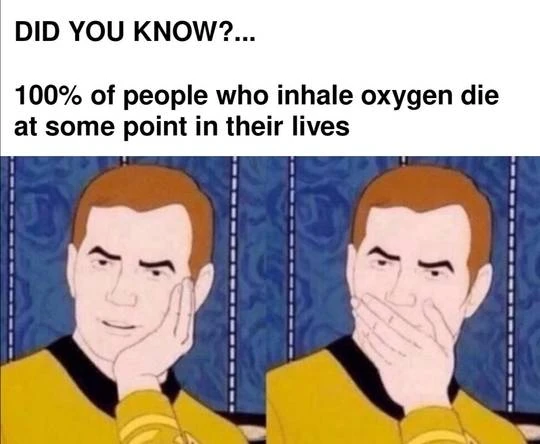 DID YOU KNOW?...
100% of people who inhale oxygen die
at some point in their lives